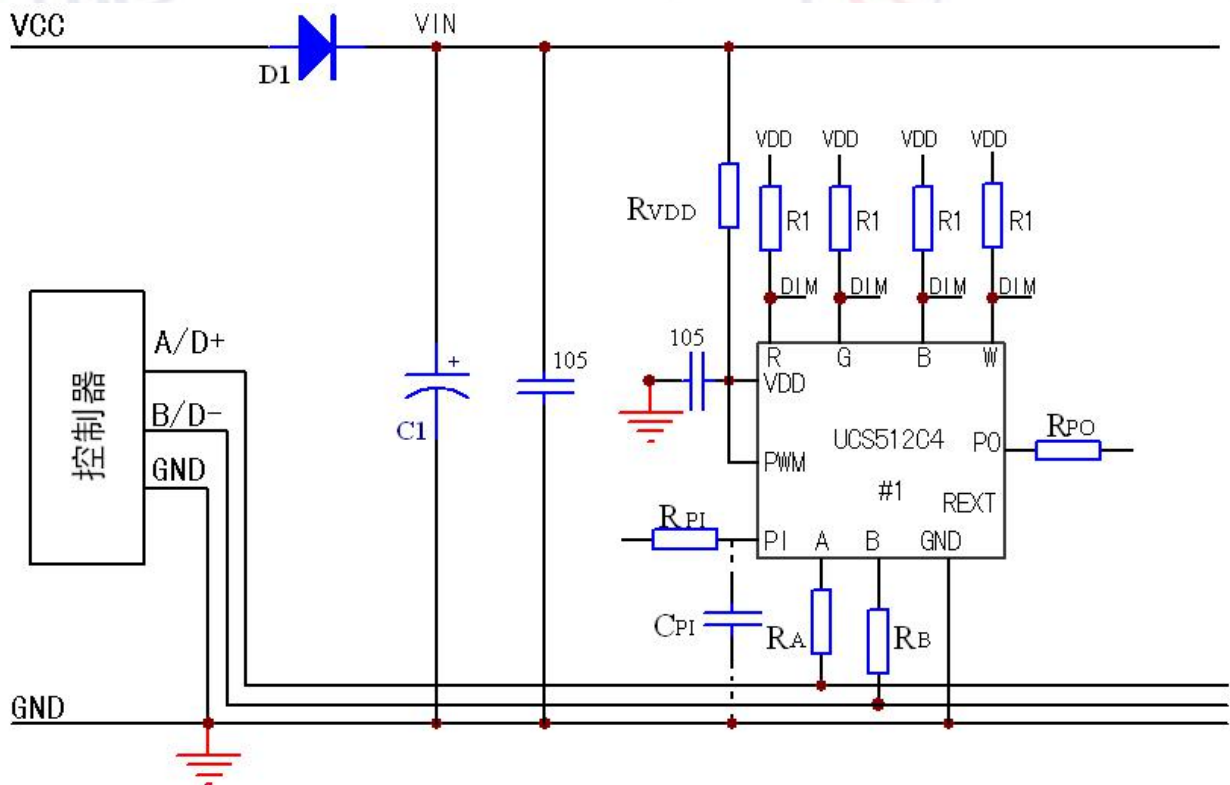 VCC
VIN
D1
VDD VDD VDD VDD
RVDD
R1 R1 R1 R1
DIM DIM DIM DIM
控制器
A/D+
B/D-
GND
105
C1
105
R G B W
VDD
UCS512C4
PWM
PO
RPO
#1
REXT
RPI
PI A B GND
CPI
RA
RB
GND